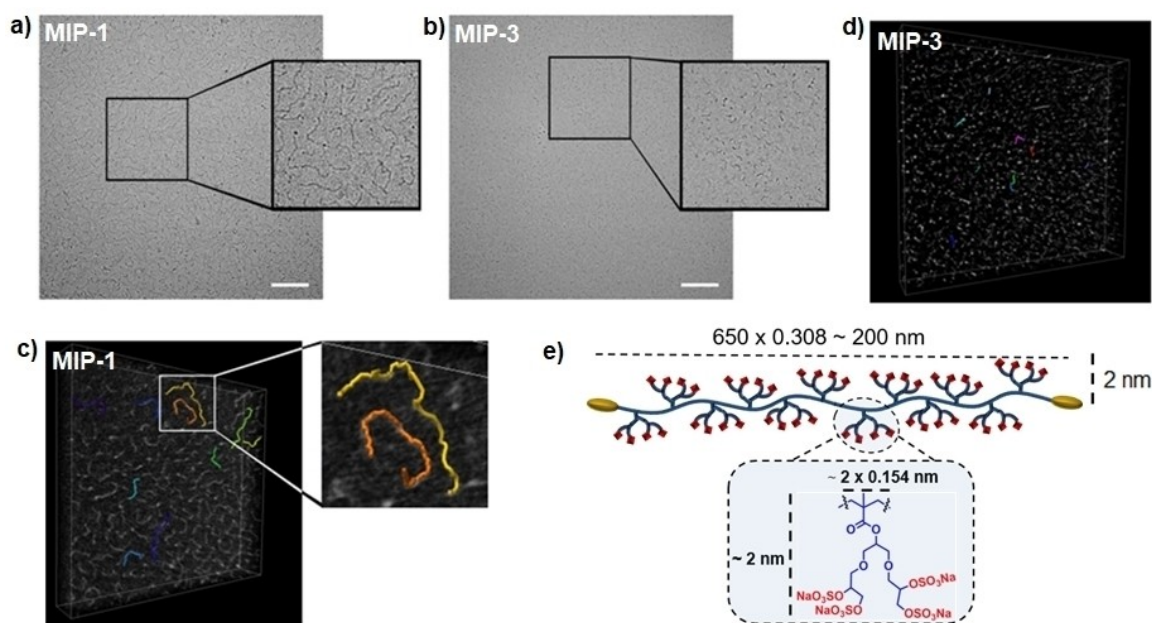 a)
MIP-1
b)
MIP-3
d)
MIP-3
c)
MIP-1
e)
650 x 0.308 ~ 200 nm
2 nm
~ 2 x 0.154 nm
O
O
~ 2 nm
O
O
NaO₃SO
NaO₃SO
OSO₃Na
OSO₃Na